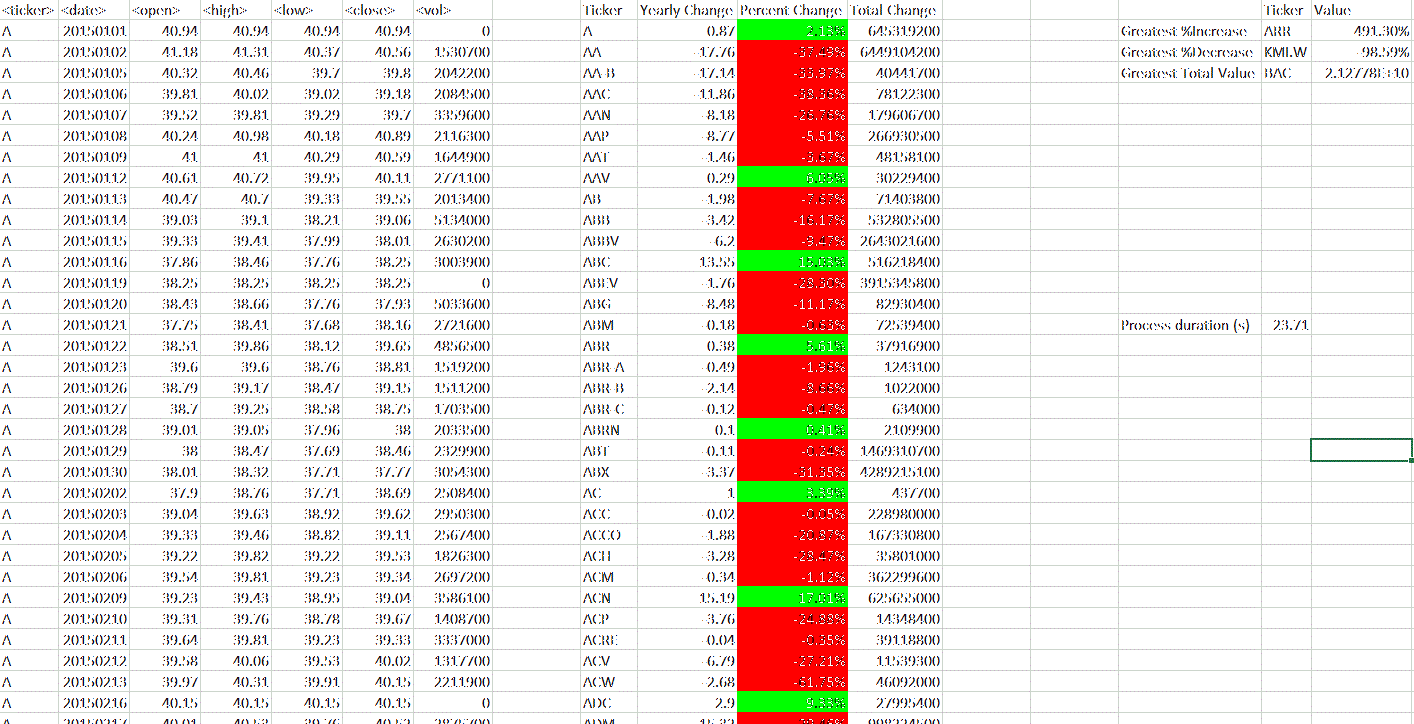 <ticker> <date> <open> <high> <low> <close> <vol> Ticker Yearly Change Percent Change Total Change Ticker Value
A 20150101 40.94 40.94 40.94 40.94 0 A 0.87 2.13% 645319200 Greatest %Increase ARR 491.30%
A 20150102 41.18 41.31 40.37 40.56 1530700 AA -17.76 -57.49% 6449104200 Greatest %Decrease KMI.W -98.59%
A 20150105 40.32 40.46 39.7 39.8 2042200 AA-B -17.14 -33.97% 40441700 Greatest Total Value BAC 2.12778E+10
A 20150106 39.81 40.02 39.02 39.18 2084500 AAC -11.86 -38.56% 78122300
A 20150107 39.52 39.81 39.29 39.7 3359600 AAN -8.18 -26.76% 179606700
A 20150108 40.24 40.98 40.18 40.89 2116300 AAP -8.77 -5.51% 266930500
A 20150109 41 41 40.29 40.59 1644900 AAT -1.46 48158100
A 20150112 40.61 40.72 39.95 40.11 2771100 AAV 0.29 30229400
A 20150113 40.47 40.7 39.33 39.55 2013400 AB -1.98 -7.67% 71403800
A 20150114 39.03 39.1 38.21 39.06 5134000 ABB -3.42 -16.17% 532805500
A 20150115 39.33 39.41 37.99 38.01 2630200 ABBV -6.2 -9.47% 2643021600
A 20150116 37.86 38.46 37.76 38.25 3003900 ABC 13.55 516218400
A 20150119 38.25 38.25 38.25 38.25 0 ABEV -1.76 -28.30% 3915345800
A 20150120 38.43 38.66 37.76 37.93 5033600 ABG -8.48 -11.17% 82930400
A 20150121 37.75 38.41 37.68 38.16 2721600 ABM -0.18 72539400 Process duration (s) 23.71
A 20150122 38.51 39.86 38.12 39.65 4856500 ABR 0.38 5.61% 37916900
A 20150123 39.6 39.6 38.76 38.81 1519200 ABR-A -0.49 -1.96% 1243100
A 20150126 38.79 39.17 38.47 39.15 1511200 ABR-B -2.14 -8.66% 1022000
A 20150127 38.7 39.25 38.58 38.75 1703500 ABR-C -0.12 -0.47% 634000
A 20150128 39.01 39.05 37.96 38 2033500 ABRN 0.1 0.41% 2109900
A 20150129 38 38.47 37.69 38.46 2329900 ABT -0.11 -0.24% 1469310700
A 20150130 38.01 38.32 37.71 37.77 3054300 ABX -3.37 -31.35% 4289215100
A 20150202 37.9 38.76 37.71 38.69 2508400 AC 1 437700
A 20150203 39.04 39.63 38.92 39.62 2950300 ACC -0.02 -0.05% 228980000
A 20150204 39.33 39.46 38.82 39.11 2567400 ACCO -1.88 -20.87% 167330800
A 20150205 39.22 39.82 39.22 39.53 1826300 ACH -3.28 -28.47% 35801000
A 20150206 39.54 39.81 39.23 39.34 2697200 ACM -0.34 -1.12% 362299600
A 20150209 39.23 39.43 38.95 39.04 3586100 ACN 15.19 17.01% 625655000
A 20150210 39.31 39.76 38.78 39.67 1408700 ACP -3.76 -24.88% 14348400
A 20150211 39.64 39.81 39.23 39.33 3337000 ACRE -0.04 39118800
A 20150212 39.58 40.06 39.53 40.02 1317700 ACV -6.79 -27.21% 11539300
A 20150213 39.97 40.31 39.91 40.15 2211900 ACW -2.68 -61.75% 46092000
A 20150216 40.15 40.15 40.15 40.15 0 ADC 2.9 27995400